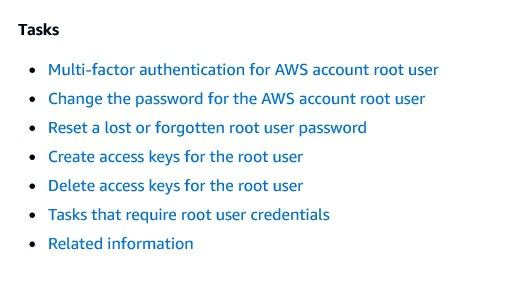 Tasks
Multi-factor authentication for AWS account root user
Change the password for the AWS account root user
Reset a lost or forgotten root user password
Create access keys for the root user
Delete access keys for the root user
Tasks that require root user credentials
Related information